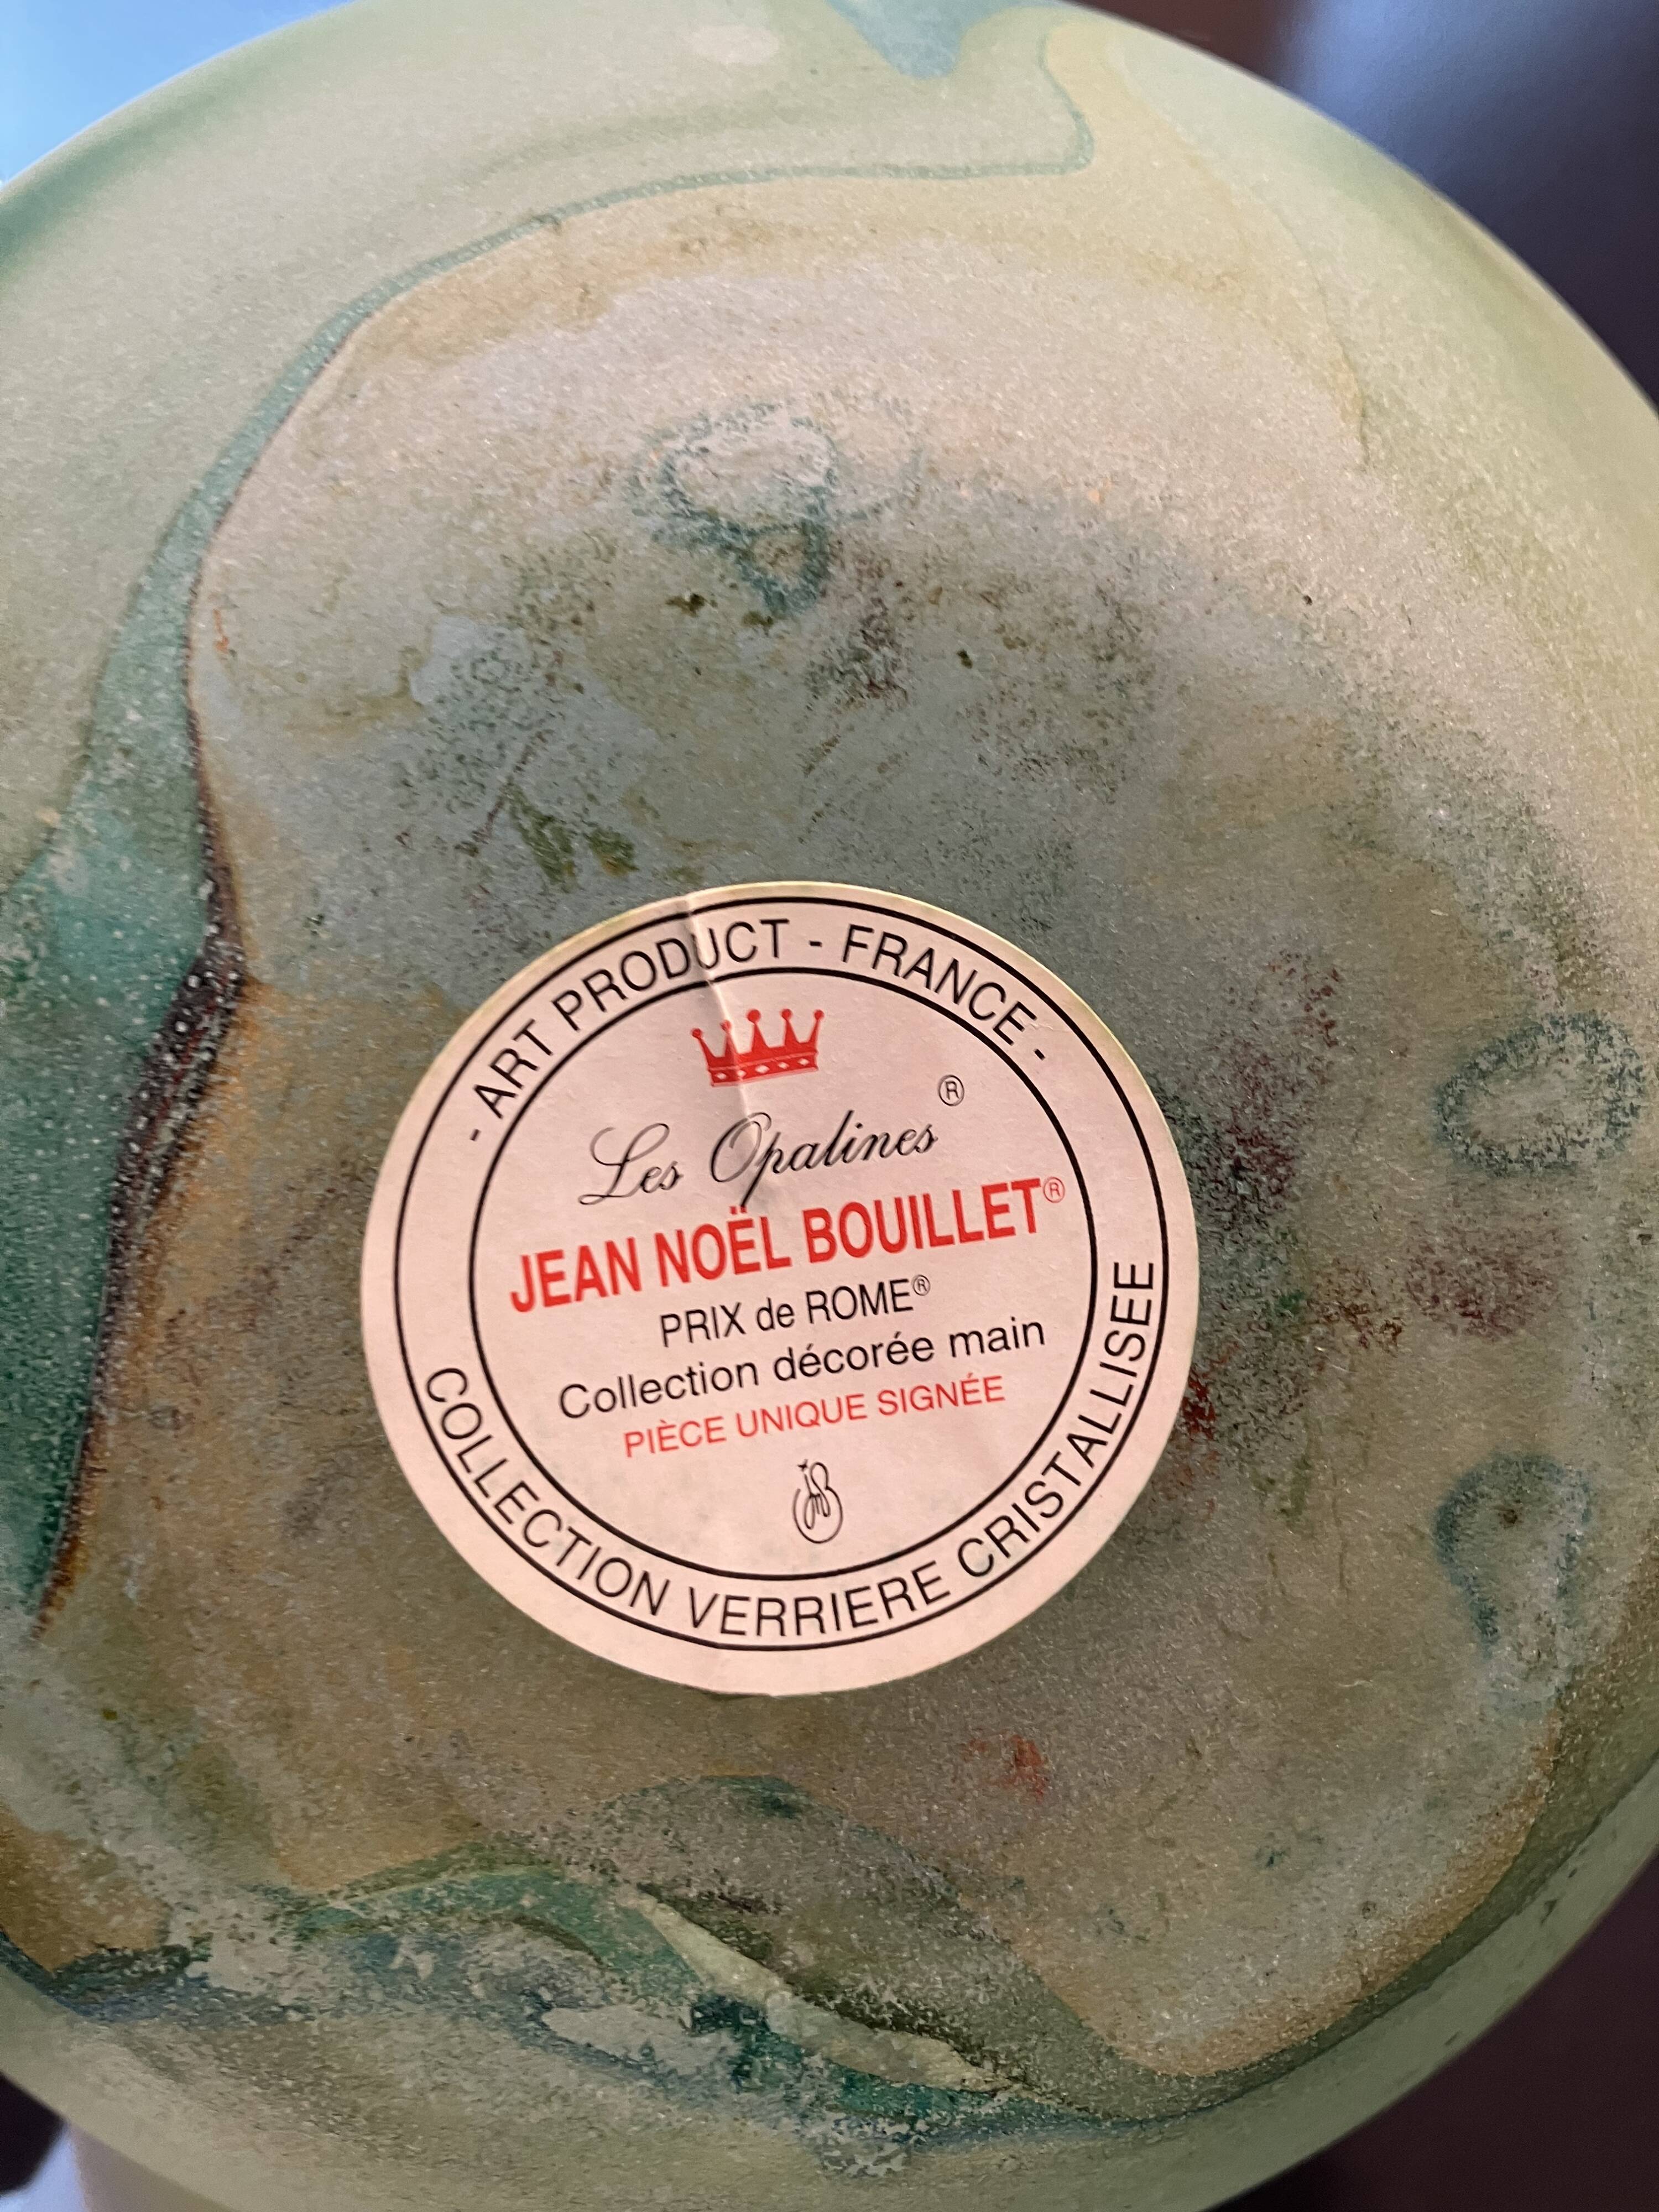 - ART PRODUCT - FRANCE -
Les Opalines ®
JEAN NOËL BOUILLET®
PRIX de ROME®
Collection décorée main
PIÈCE UNIQUE SIGNÉE
COLLECTION VERRIERE CRISTALLISEE